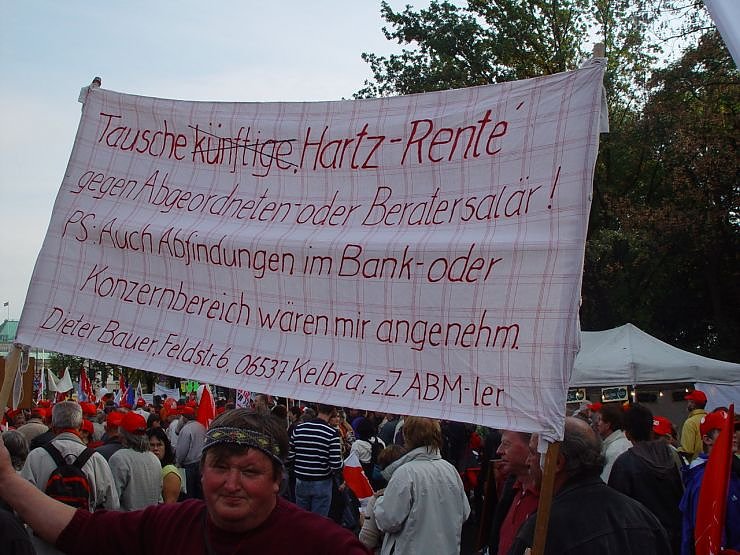 Tausche künftige 'Hartz-Rente'
gegen Abgeordneten-oder Beratersalär!
PS: Auch Abfindungen im Bank-oder
Konzernbereich wären mir angenehm.
Dieter Bauer, Feldstr 6, 06537 Kelbra; z.Z. ABM-ler